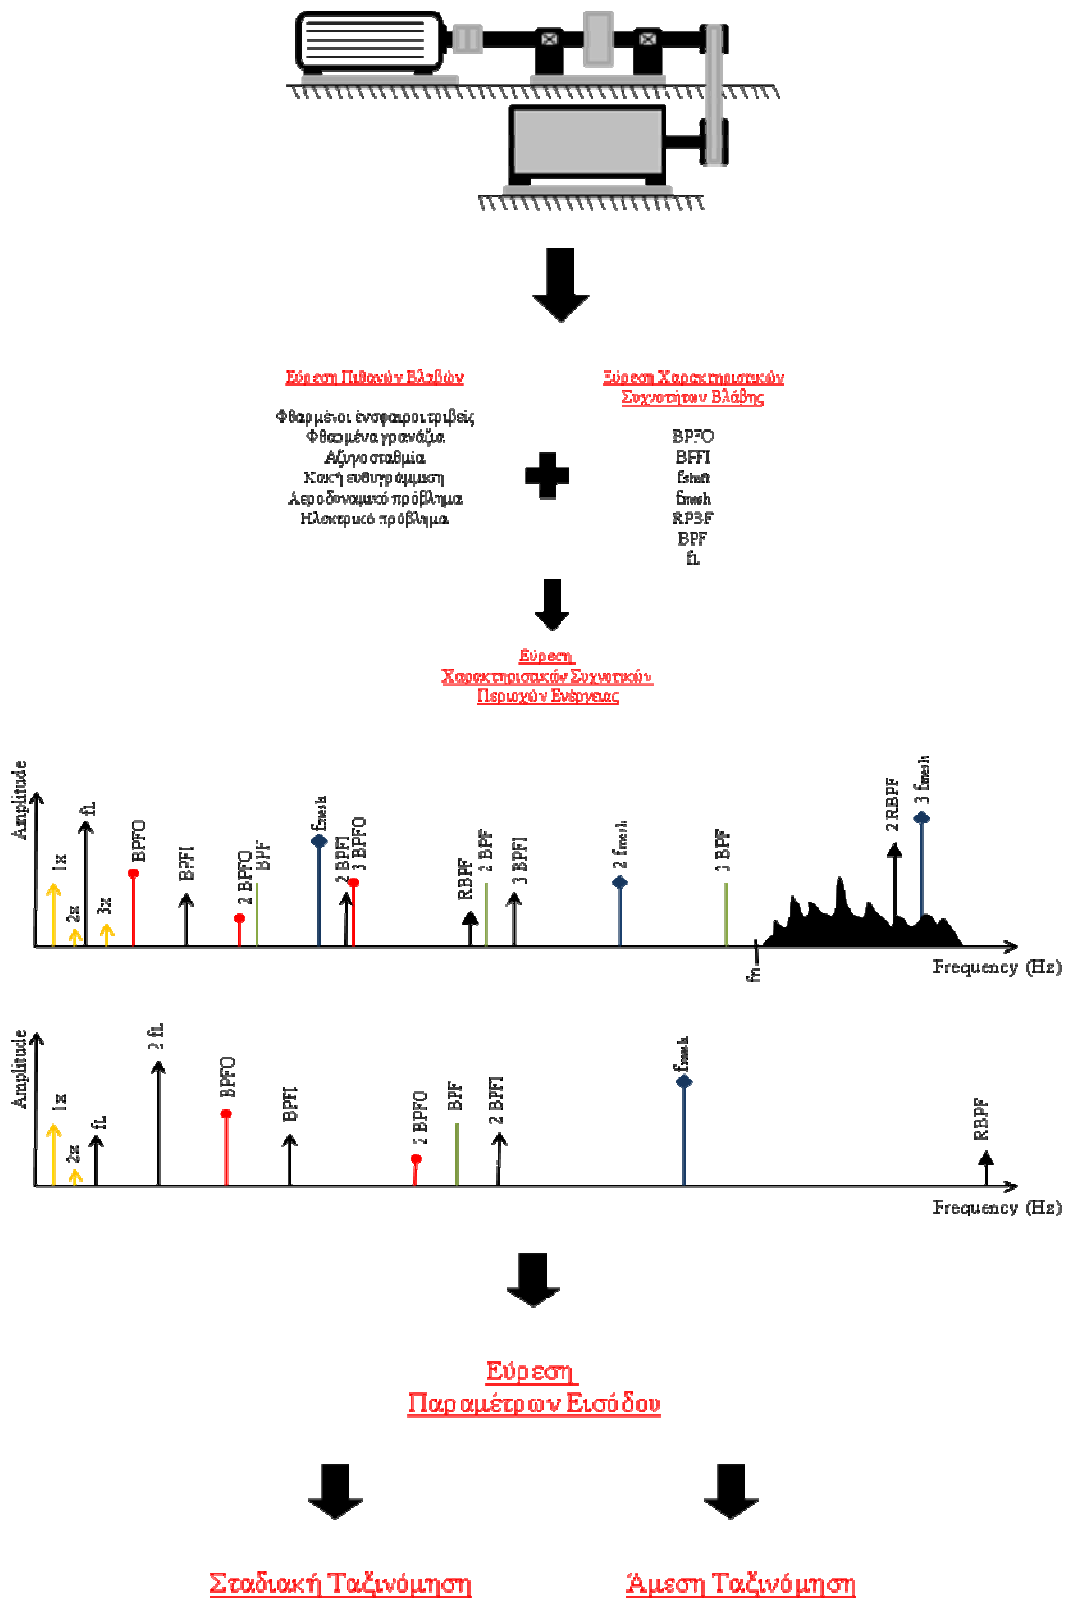 Εύρεση Πιθανών Βλαβών
Φθαρμένοι ένσφαιροι τριβείς
Φθαρμένα γρανάζια
Αζυγοσταθμία
Κακή ευθυγράμμιση
Αεροδυναμικό πρόβλημα
Ηλεκτρικό πρόβλημα
Εύρεση Χαρακτηριστικών
Συχνοτήτων Βλάβης
BPFO
BPFI
fshaft
fmesh
RPBF
BPF
fL
Εύρεση
Χαρακτηριστικών Συχνοτικών
Περιοχών Ενέργειας
Amplitude
1x
2x
fL
3x
BPFO
BPFI
2 BPFO
BPF
fmesh
2 BPFI
3 BPFO
RBPF
2 BPF
3 BPFI
2 fmesh
3 BPF
fn
2 RBPF
3 fmesh
Frequency (Hz)
Amplitude
1x
2x
fL
2 fL
BPFO
BPFI
2 BPFO
BPF
2 BPFI
fmesh
RBPF
Frequency (Hz)
Εύρεση
Παραμέτρων Εισόδου
Σταδιακή Ταξινόμηση
Άμεση Ταξινόμηση